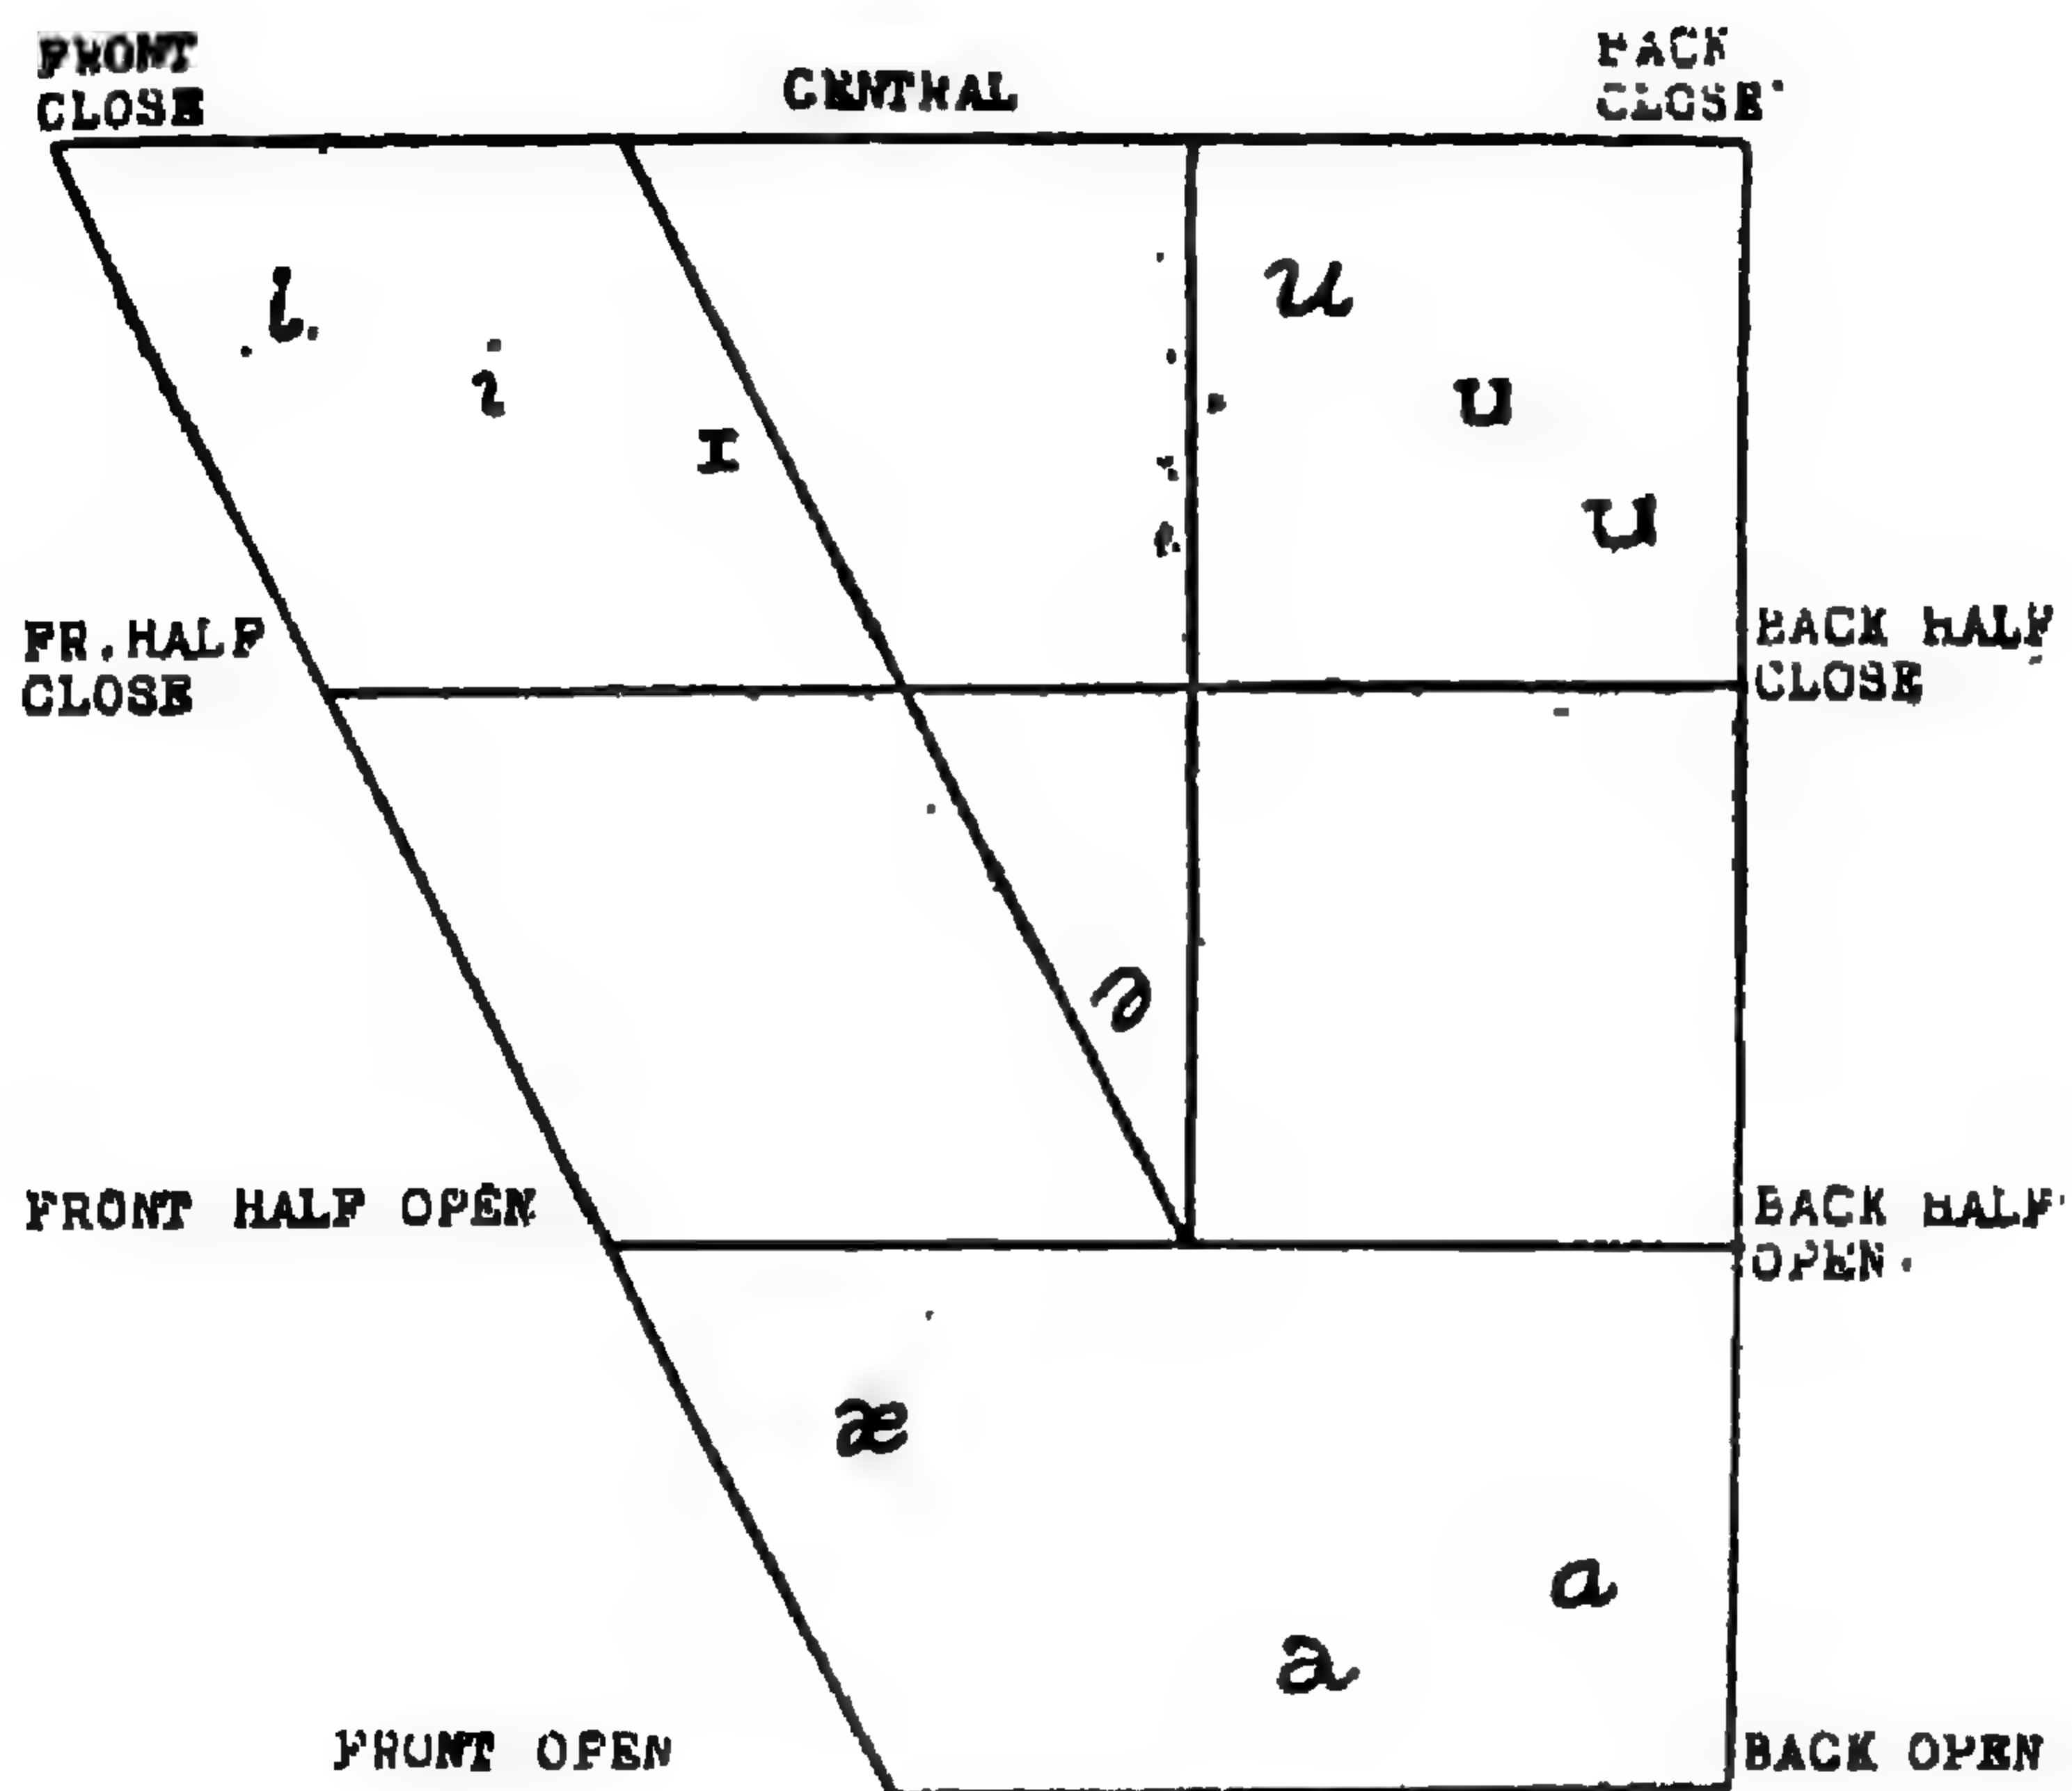 FRONT
CLOSE
CENTRAL
BACK
CLOSE
i
i
ɪ
u
ʊ
ʊ
FR. HALF
CLOSE
BACK HALF
CLOSE
ə
FRONT HALF OPEN
BACK HALF
OPEN
æ
ɑ
a
FRONT OPEN
BACK OPEN